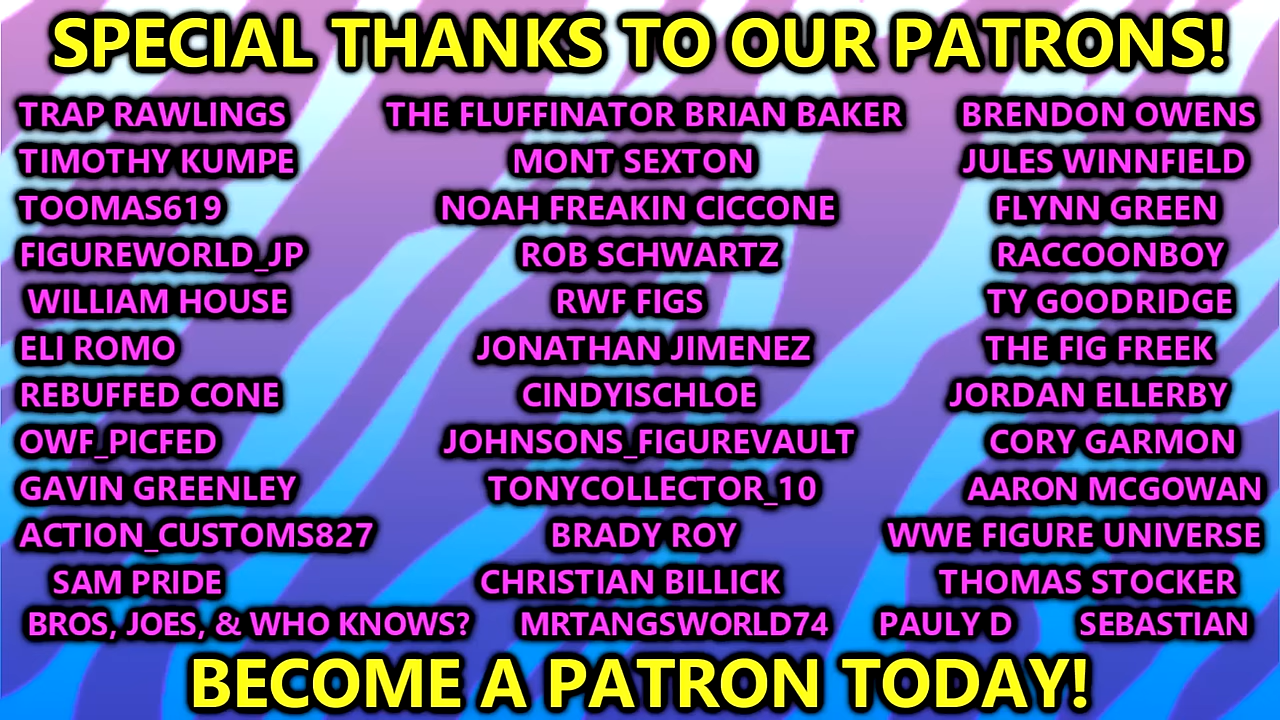 SPECIAL THANKS TO OUR PATRONS!
TRAP RAWLINGS THE FLUFFINATOR BRIAN BAKER BRENDON OWENS
TIMOTHY KUMPE MONT SEXTON JULES WINNFIELD
TOOMAS619 NOAH FREAKIN CICCONE FLYNN GREEN
FIGUREWORLD_JP ROB SCHWARTZ RACCOONBOY
WILLIAM HOUSE RWF FIGS TY GOODRIDGE
ELI ROMO JONATHAN JIMENEZ THE FIG FREEK
REBUFFED CONE CINDYISCHLOE JORDAN ELLERBY
OWF_PICFED JOHNSONS_FIGUREVAULT CORY GARMON
GAVIN GREENLEY TONYCOLLECTOR_10 AARON MCGOWAN
ACTION_CUSTOMS827 BRADY ROY WWE FIGURE UNIVERSE
SAM PRIDE CHRISTIAN BILLICK THOMAS STOCKER
BROS, JOES, & WHO KNOWS? MRTANGSWORLD74 PAULY D SEBASTIAN
BECOME A PATRON TODAY!